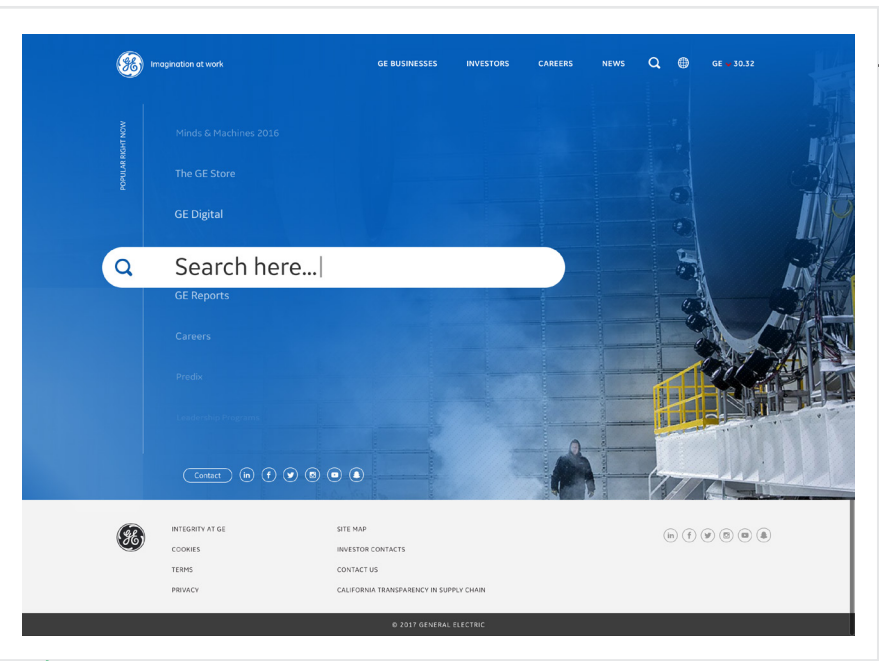 Imagination at work
GE BUSINESSES INVESTORS CAREERS NEWS GE 30.32
POPULAR RIGHT NOW
Minds & Machines 2016
The GE Store
GE Digital
Search here...
GE Reports
Careers
Predix
Leadership Programs
Contact
INTEGRITY AT GE
COOKIES
TERMS
PRIVACY
SITE MAP
INVESTOR CONTACTS
CONTACT US
CALIFORNIA TRANSPARENCY IN SUPPLY CHAIN
© 2017 GENERAL ELECTRIC